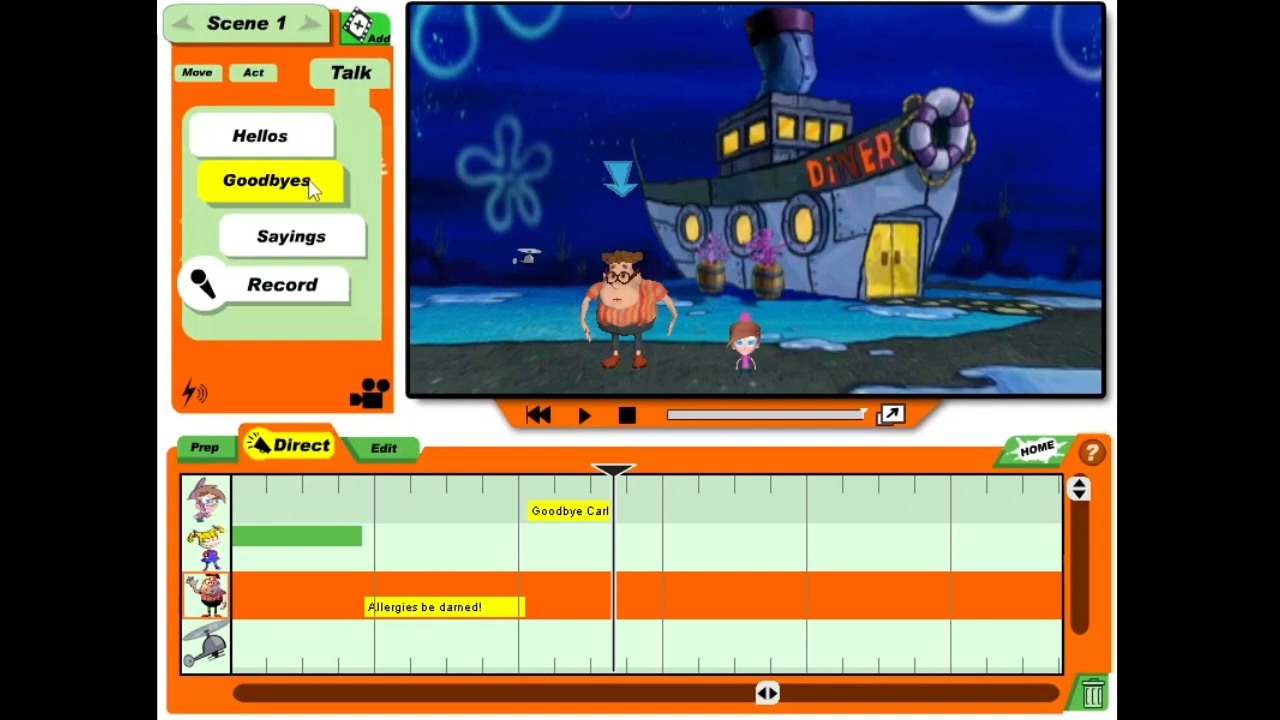 Scene 1
Add
Move
Act
Talk
Hellos
Goodbyes
Sayings
Record
DINER
Prep
Direct
Edit
HOME
?
Goodbye Carl
Allergies be darned!